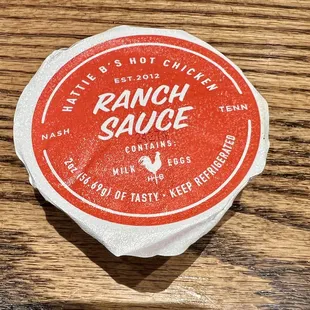 HATTIE B'S HOT CHICKEN
EST. 2012
RANCH
SAUCE
NASH TENN
CONTAINS:
MILK EGGS
H B
2oz (56.69g) OF TASTY • KEEP REFRIGERATED